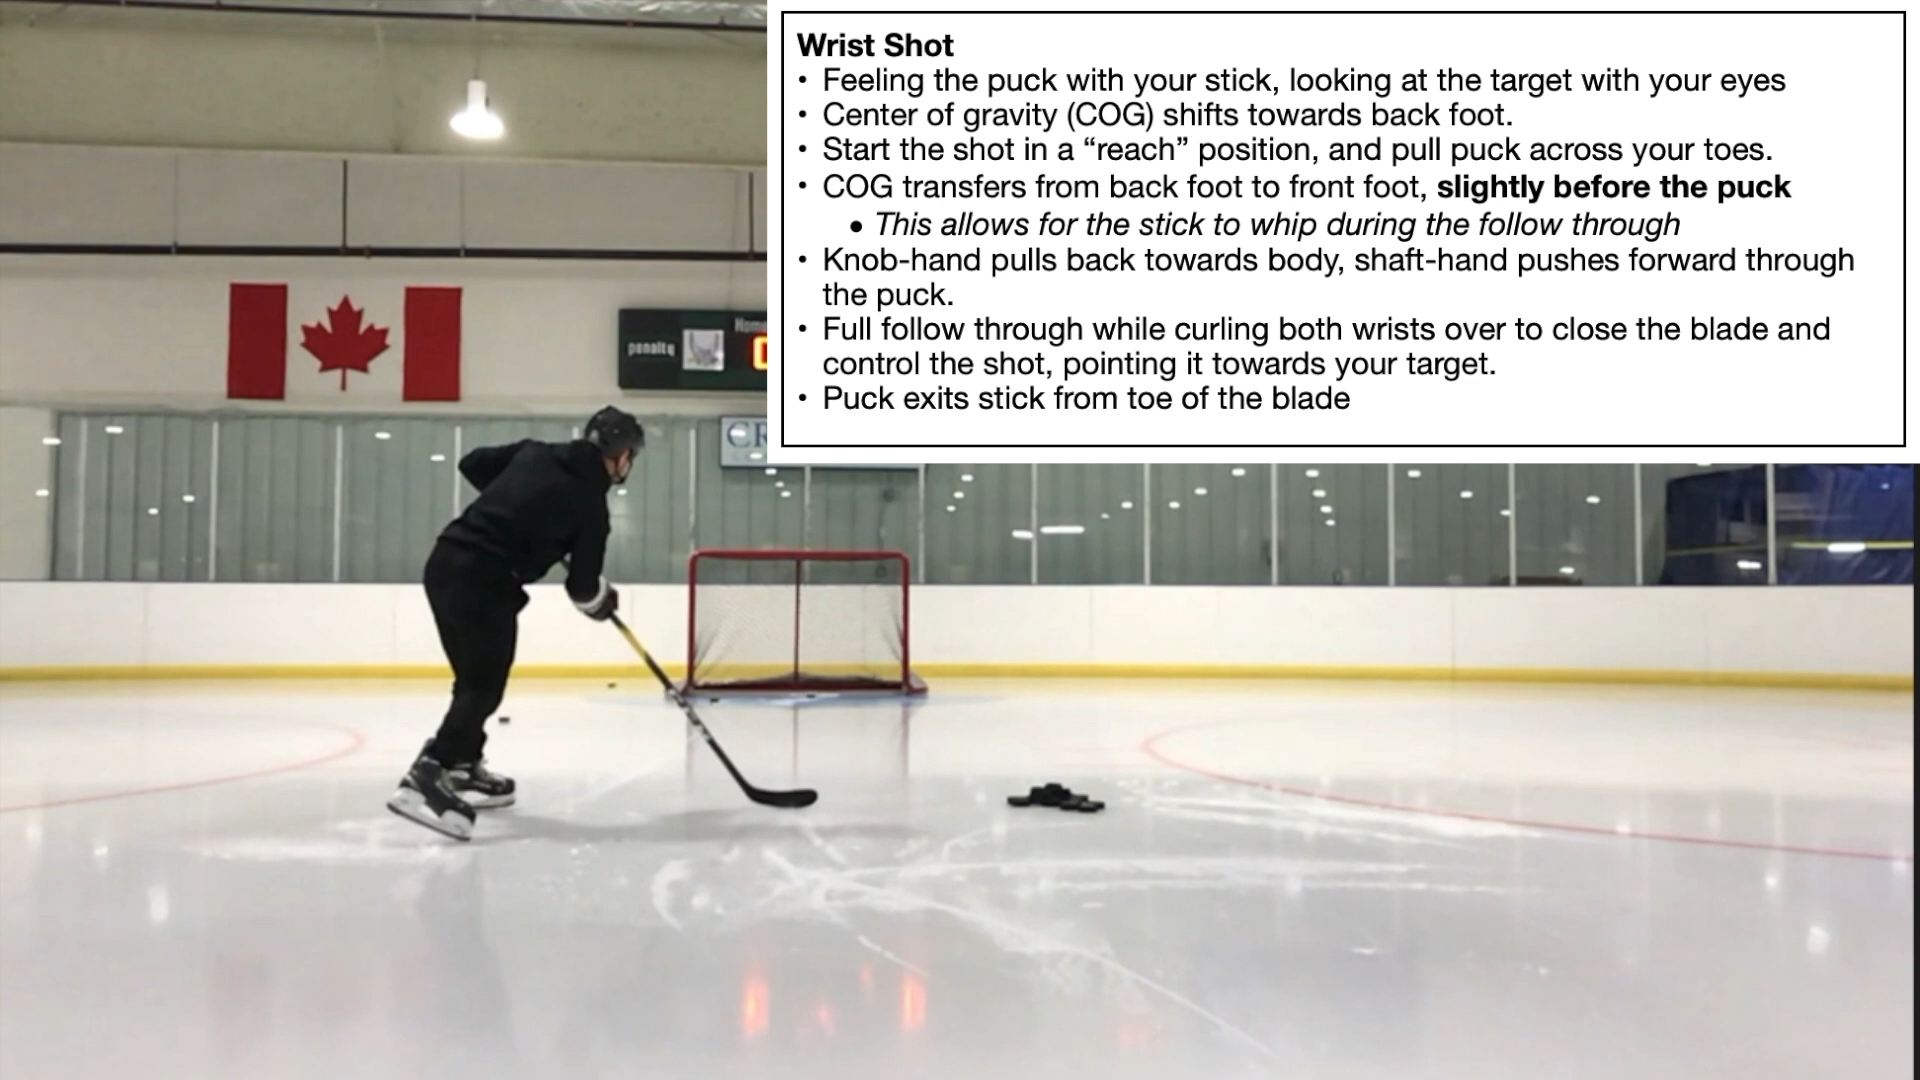 Wrist Shot
• Feeling the puck with your stick, looking at the target with your eyes
• Center of gravity (COG) shifts towards back foot.
• Start the shot in a “reach” position, and pull puck across your toes.
• COG transfers from back foot to front foot, slightly before the puck
• This allows for the stick to whip during the follow through
• Knob-hand pulls back towards body, shaft-hand pushes forward through
the puck.
• Full follow through while curling both wrists over to close the blade and
control the shot, pointing it towards your target.
• Puck exits stick from toe of the blade
Home
penalty
CR